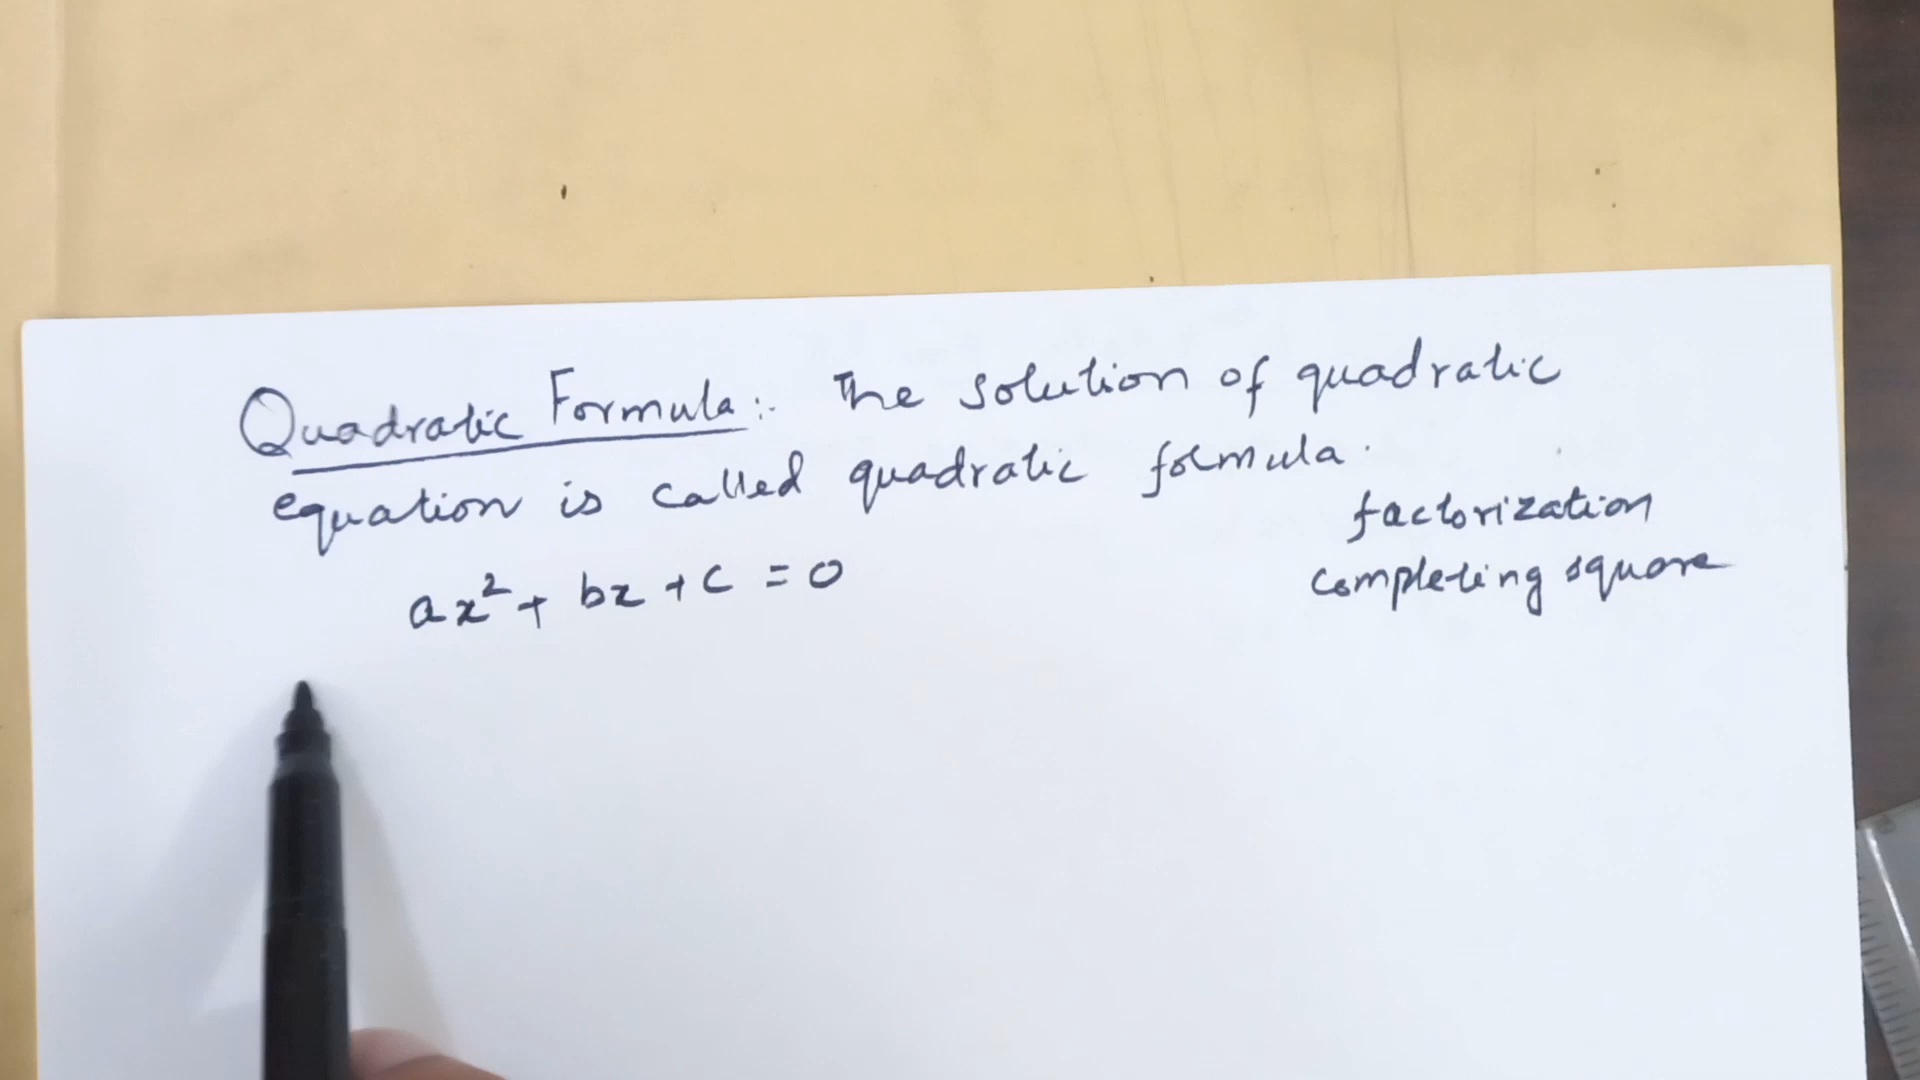 Quadratic Formula:- The solution of quadratic
equation is called quadratic formula.
factorization
completing square
ax² + bx + c = 0